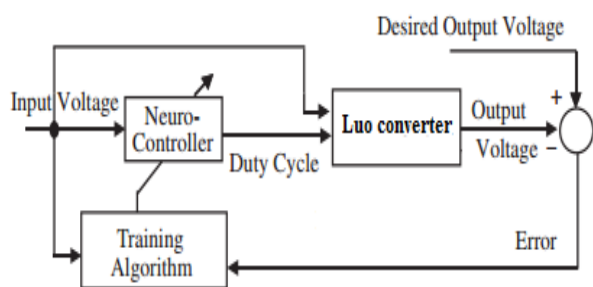 Desired Output Voltage
Input Voltage
Neuro-
Controller
Duty Cycle
Luo converter
Output
Voltage
+
−
Training
Algorithm
Error